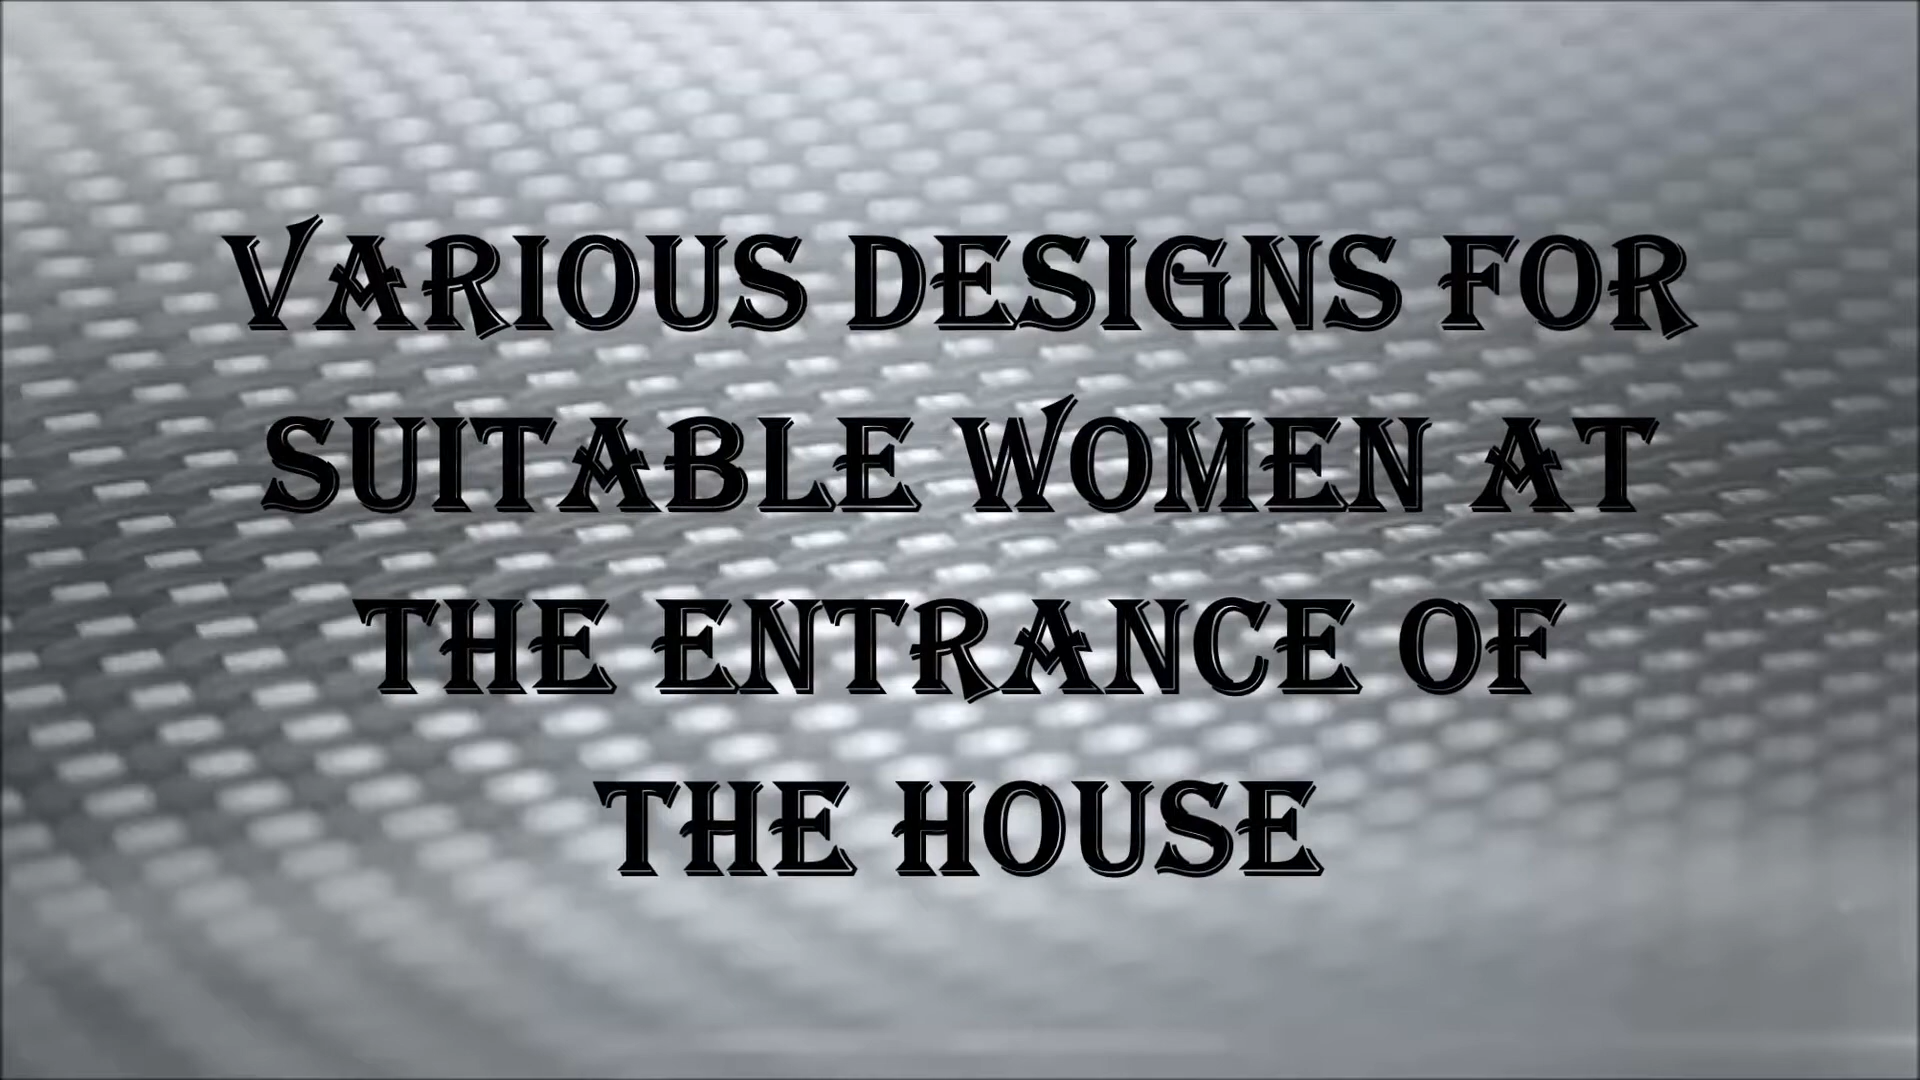 VARIOUS DESIGNS FOR
SUITABLE WOMEN AT
THE ENTRANCE OF
THE HOUSE